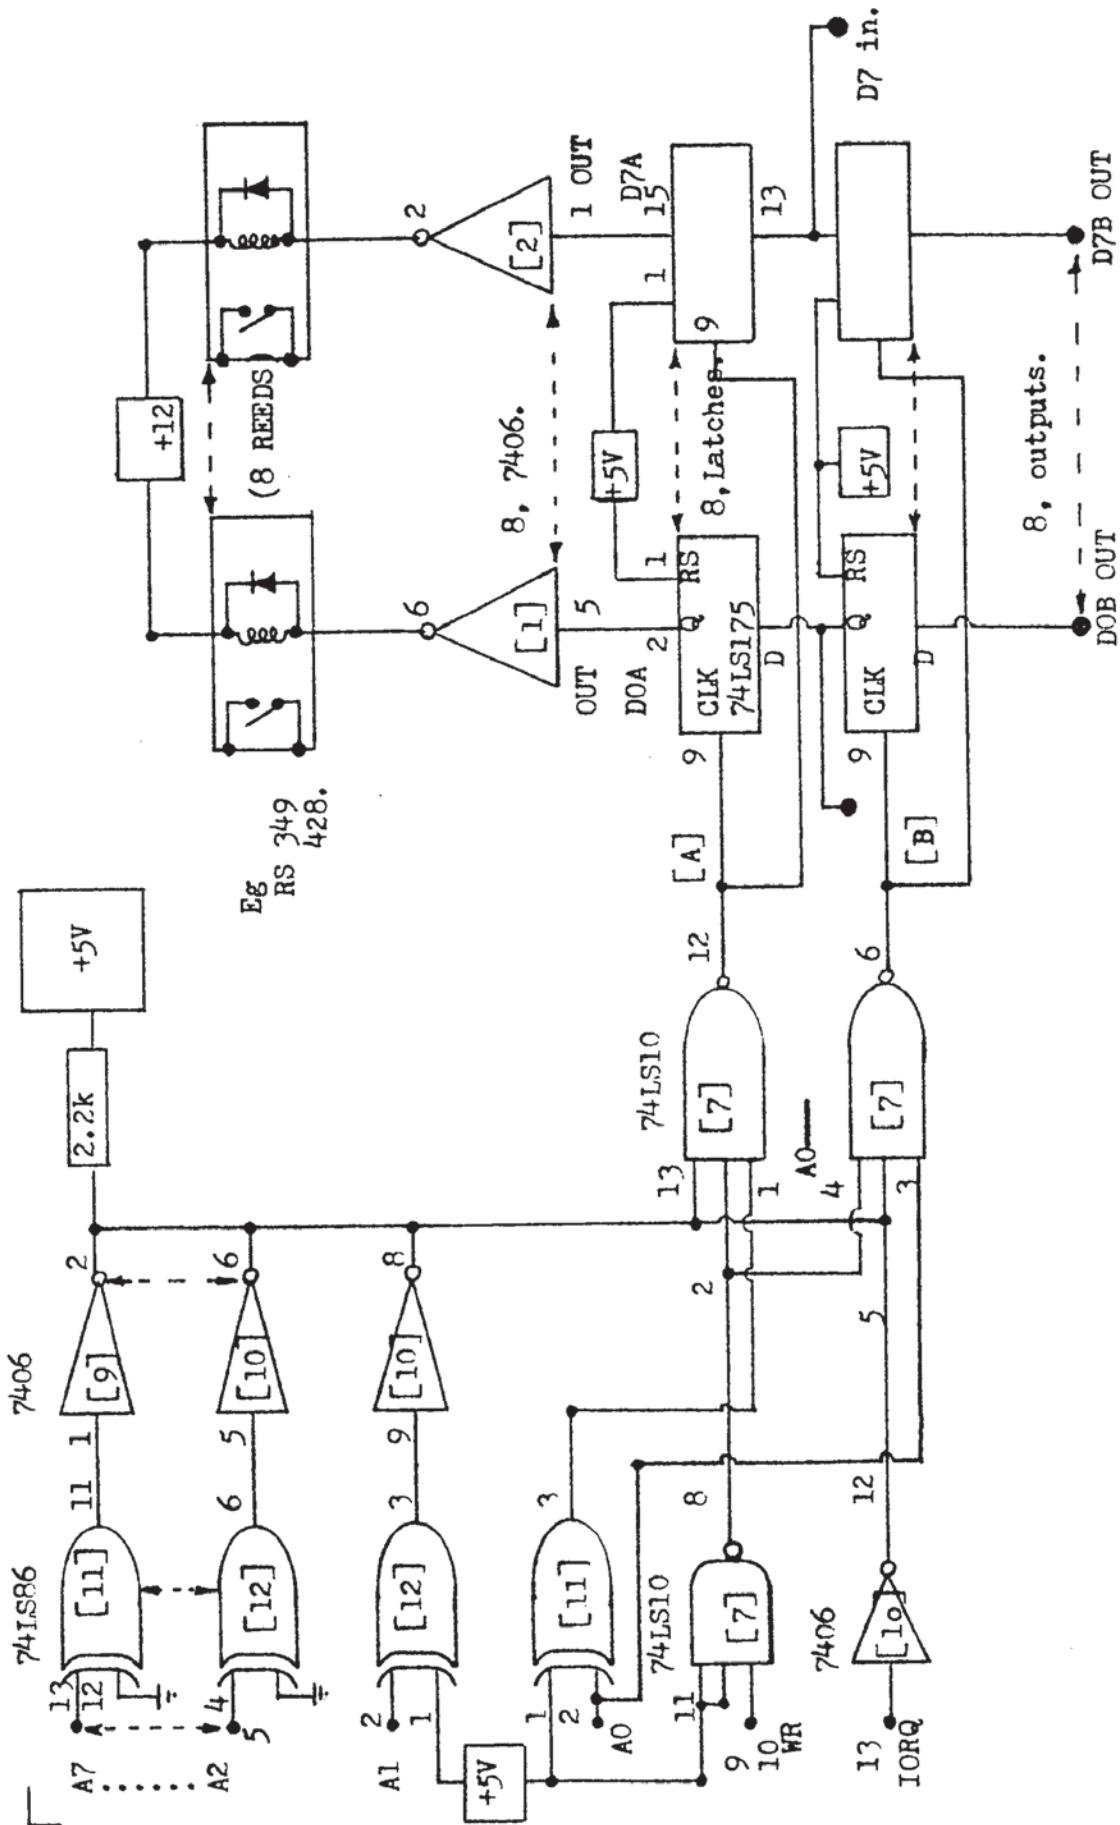 74LS86
7406
A7
A
13
12
[11]
11
1
[9]
2
2.2k
+5V
A2
4
5
[12]
6
5
[10]
6
A1
2
1
[12]
3
9
[10]
8
+5V
1
2
A0
[11]
3
74LS10
11
9
10
WR
[7]
8
2
7406
13
IORQ
[10]
12
5
74LS10
13
1
[7]
12
[A]
A0
4
3
[7]
6
[B]
+12
Eg
RS 349
428.
(8 REEDS
6
[1]
5
2
[2]
1 OUT
8, 7406.
OUT
DOA
2
1
Q
RS
CLK
74LS175
D
9
+5V
8,Latches.
D7A
15
1
9
13
D7 in.
9
CLK
Q
RS
D
+5V
8, outputs.
DOB OUT
D7B OUT